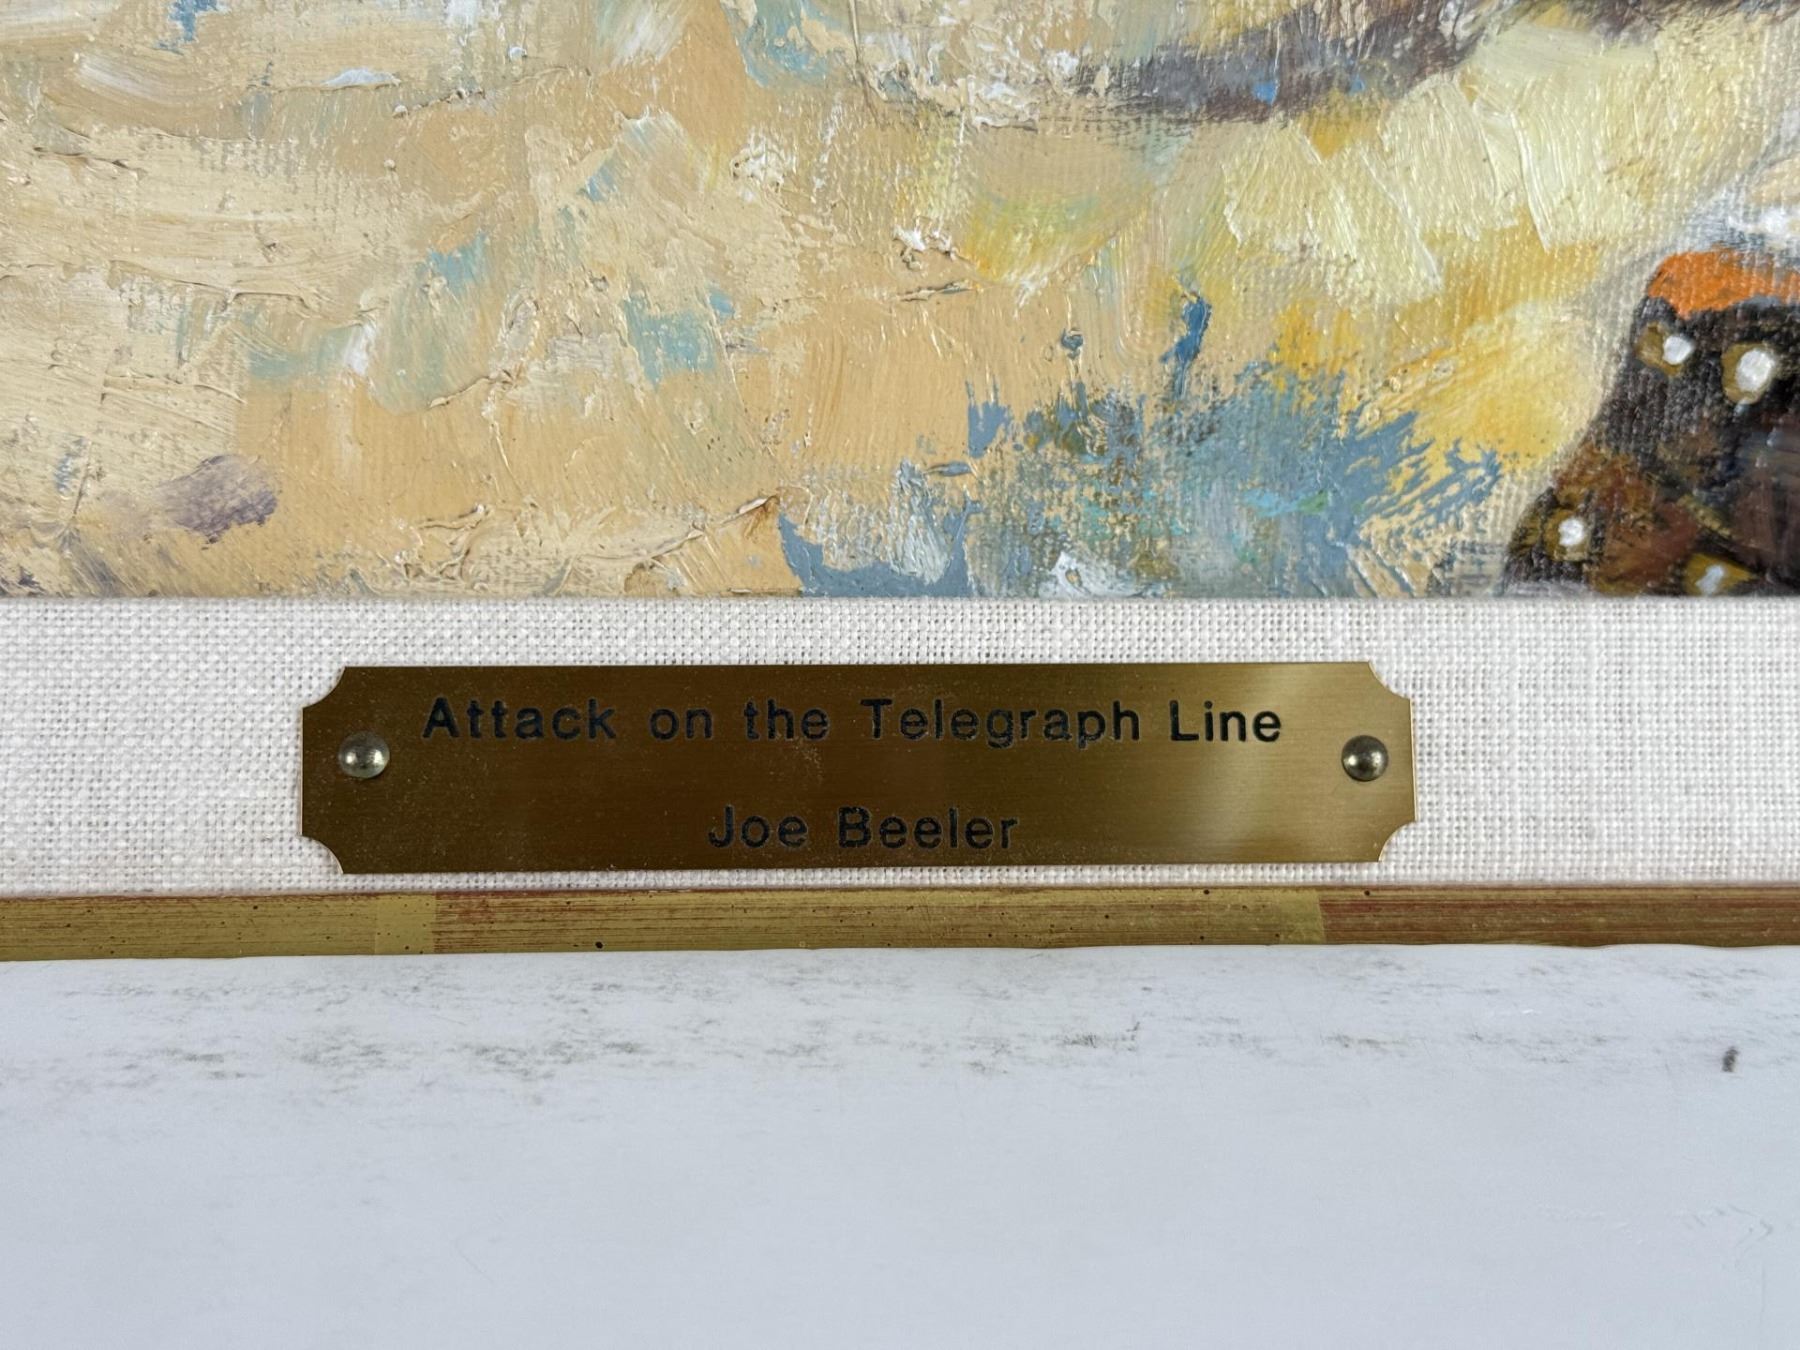 Attack on the Telegraph Line
Joe Beeler